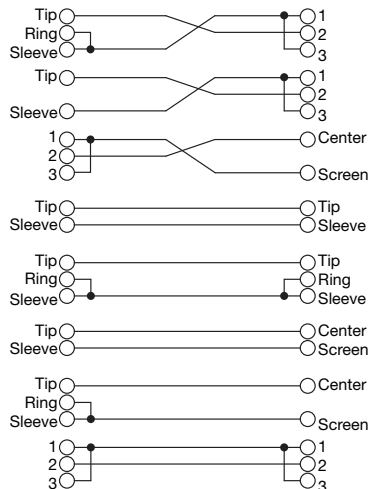 Tip 1
Ring 2
Sleeve 3
Tip 1
2
Sleeve 3
1 Center
2
3 Screen
Tip Tip
Sleeve Sleeve
Tip Tip
Ring Ring
Sleeve Sleeve
Tip Center
Sleeve Screen
Tip Center
Ring
Sleeve Screen
1 1
2 2
3 3